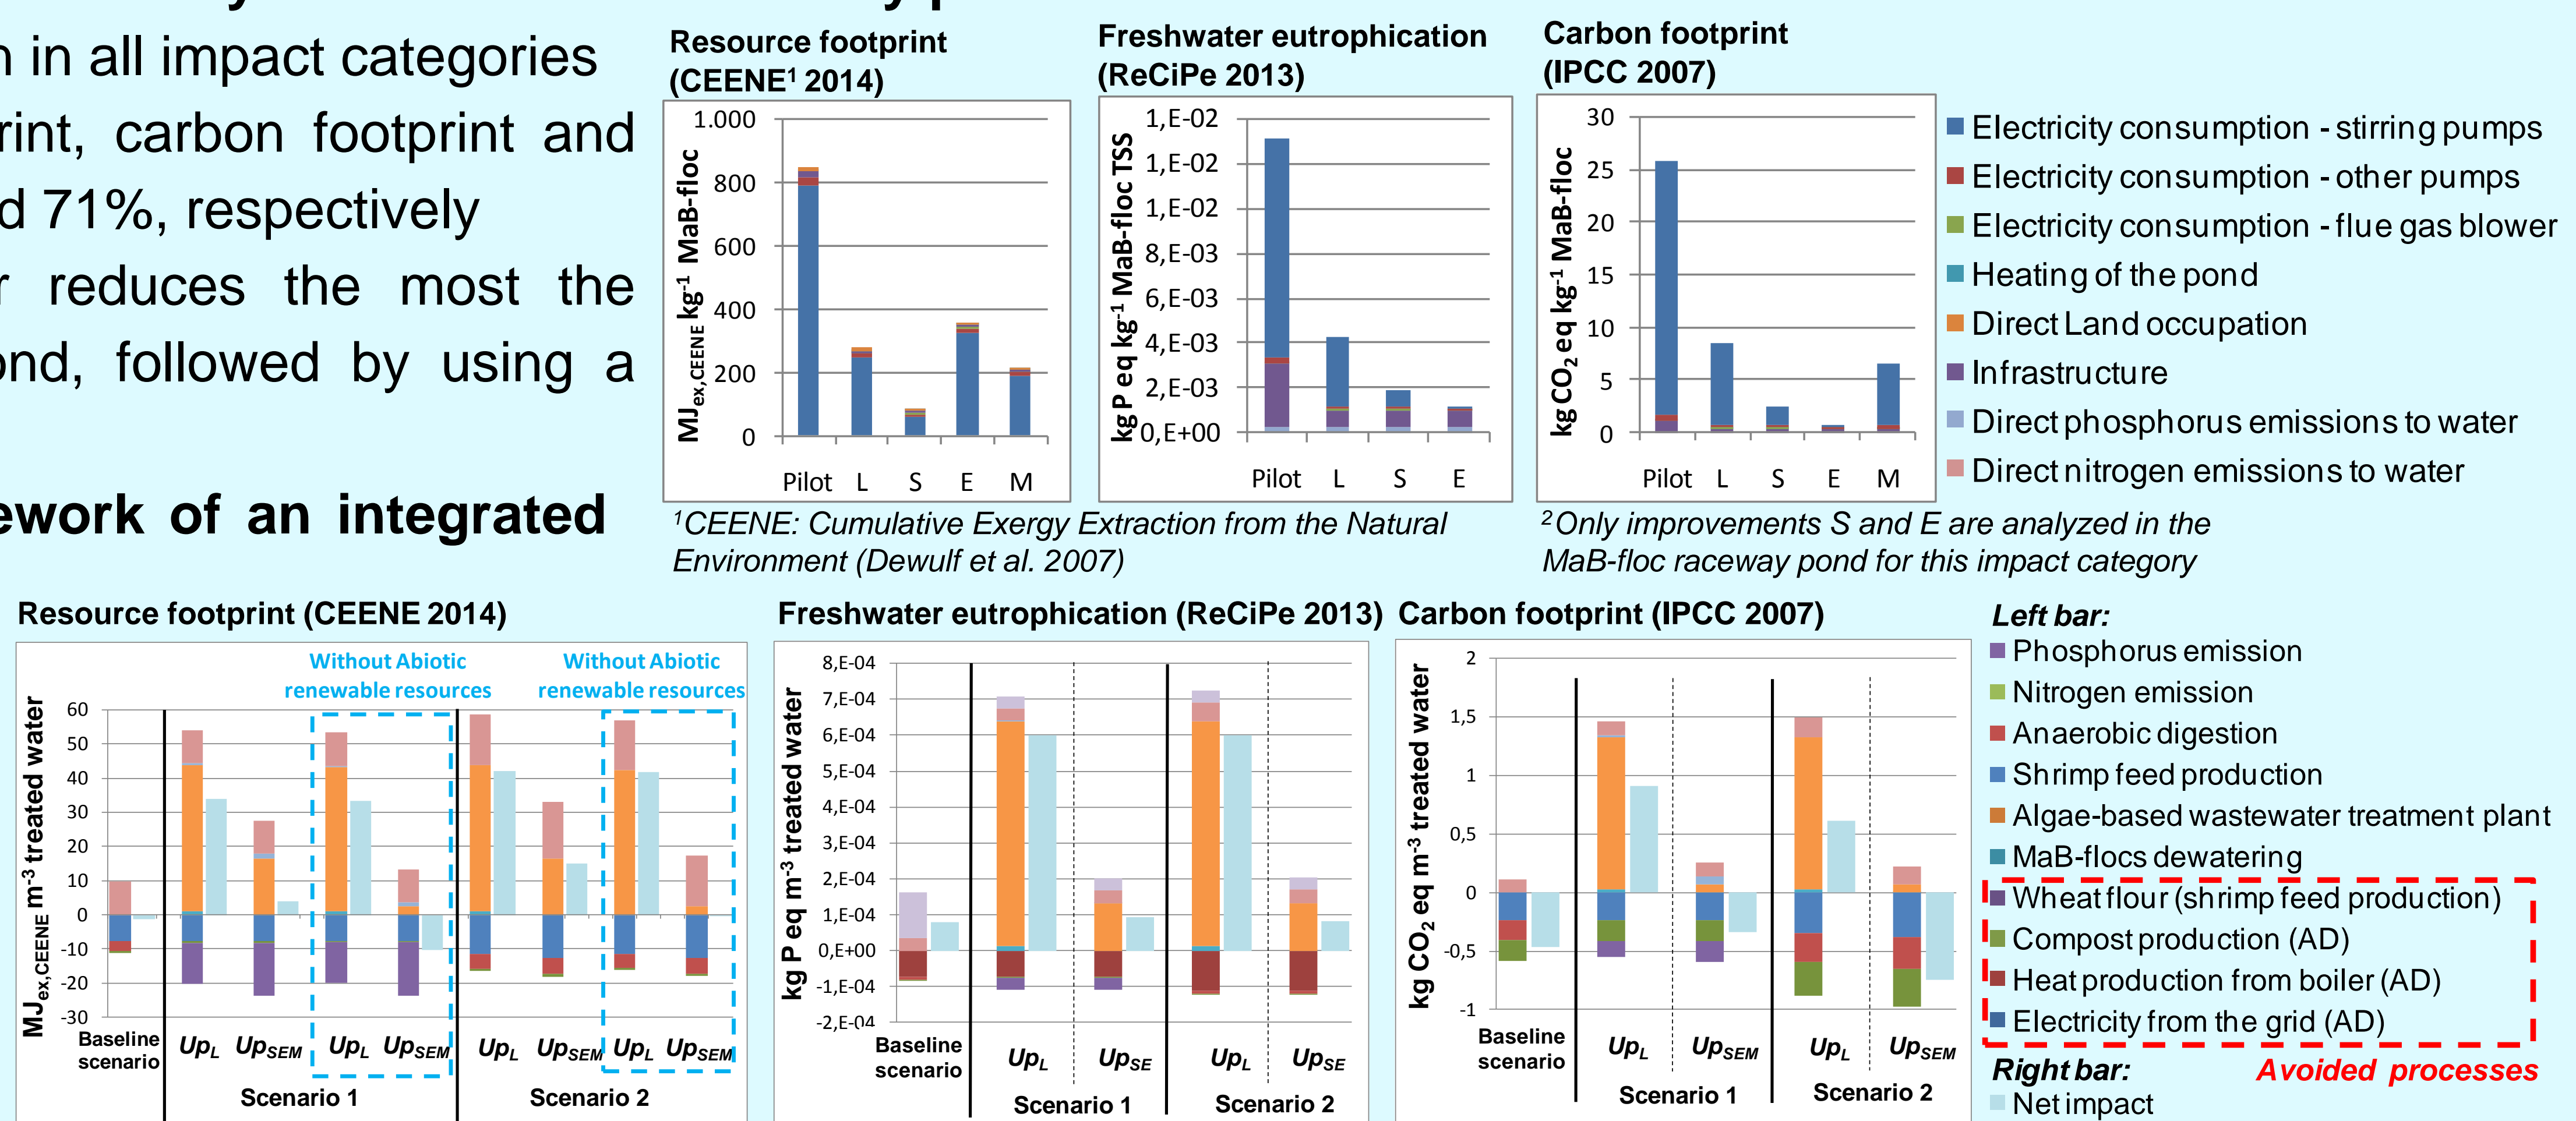 n in all impact categories
rint, carbon footprint and
d 71%, respectively
r reduces the most the
ond, followed by using a
ework of an integrated
Resource footprint
(CEENE¹ 2014)
1.000
800
600
400
200
0
MJex,CEENE kg-1 MaB-floc
Pilot L S E M
Freshwater eutrophication
(ReCiPe 2013)
1,E-02
1,E-02
1,E-02
8,E-03
6,E-03
4,E-03
2,E-03
0,E+00
kg P eq kg-1 MaB-floc TSS
Pilot L S E
Carbon footprint
(IPCC 2007)
30
25
20
15
10
5
0
kg CO2 eq kg-1 MaB-floc
Pilot L S E M
Electricity consumption - stirring pumps
Electricity consumption - other pumps
Electricity consumption - flue gas blower
Heating of the pond
Direct Land occupation
Infrastructure
Direct phosphorus emissions to water
Direct nitrogen emissions to water
¹CEENE: Cumulative Exergy Extraction from the Natural
Environment (Dewulf et al. 2007)
²Only improvements S and E are analyzed in the
MaB-floc raceway pond for this impact category
Resource footprint (CEENE 2014)
Without Abiotic
renewable resources
Without Abiotic
renewable resources
60
50
40
30
20
10
0
-10
-20
-30
MJex,CEENE m-3 treated water
Baseline
scenario
UpL UpSEM UpL UpSEM UpL UpSEM UpL UpSEM
Scenario 1 Scenario 2
Freshwater eutrophication (ReCiPe 2013)
8,E-04
7,E-04
6,E-04
5,E-04
4,E-04
3,E-04
2,E-04
1,E-04
0,E+00
-1,E-04
-2,E-04
kg P eq m-3 treated water
Baseline
scenario
UpL UpSE UpL UpSE
Scenario 1 Scenario 2
Carbon footprint (IPCC 2007)
2
1,5
1
0,5
0
-0,5
-1
kg CO2 eq m-3 treated water
Baseline
scenario
UpL UpSEM UpL UpSEM
Scenario 1 Scenario 2
Left bar:
Phosphorus emission
Nitrogen emission
Anaerobic digestion
Shrimp feed production
Algae-based wastewater treatment plant
MaB-flocs dewatering
Wheat flour (shrimp feed production)
Compost production (AD)
Heat production from boiler (AD)
Electricity from the grid (AD)
Right bar: Avoided processes
Net impact